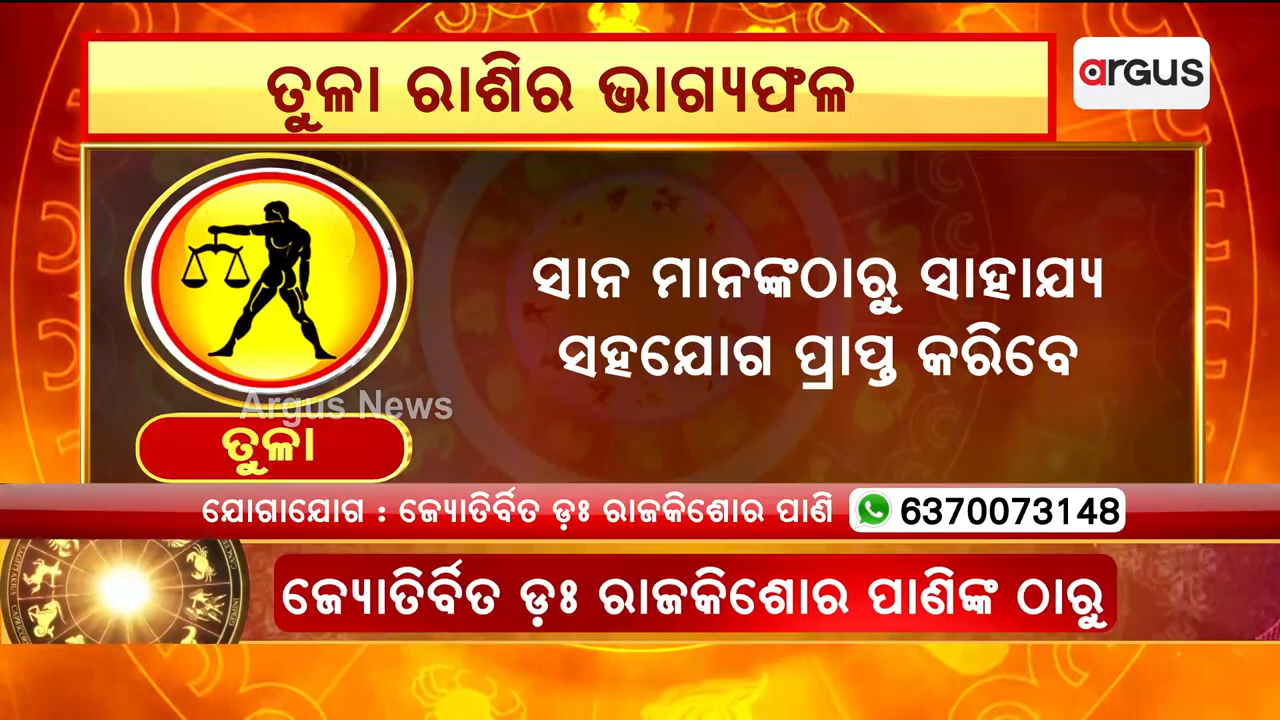 ତୁଳା ରାଶିର ଭାଗ୍ୟଫଳ
argus
ସାନ ମାନଙ୍କଠାରୁ ସାହାଯ୍ୟ
ସହଯୋଗ ପ୍ରାପ୍ତ କରିବେ
Argus News
ତୁଳା
ଯୋଗାଯୋଗ : ଜ୍ୟୋତିର୍ବିତ ଡ଼ଃ ରାଜକିଶୋର ପାଣି 6370073148
ଜ୍ୟୋତିର୍ବିତ ଡ଼ଃ ରାଜକିଶୋର ପାଣିଙ୍କ ଠାରୁ